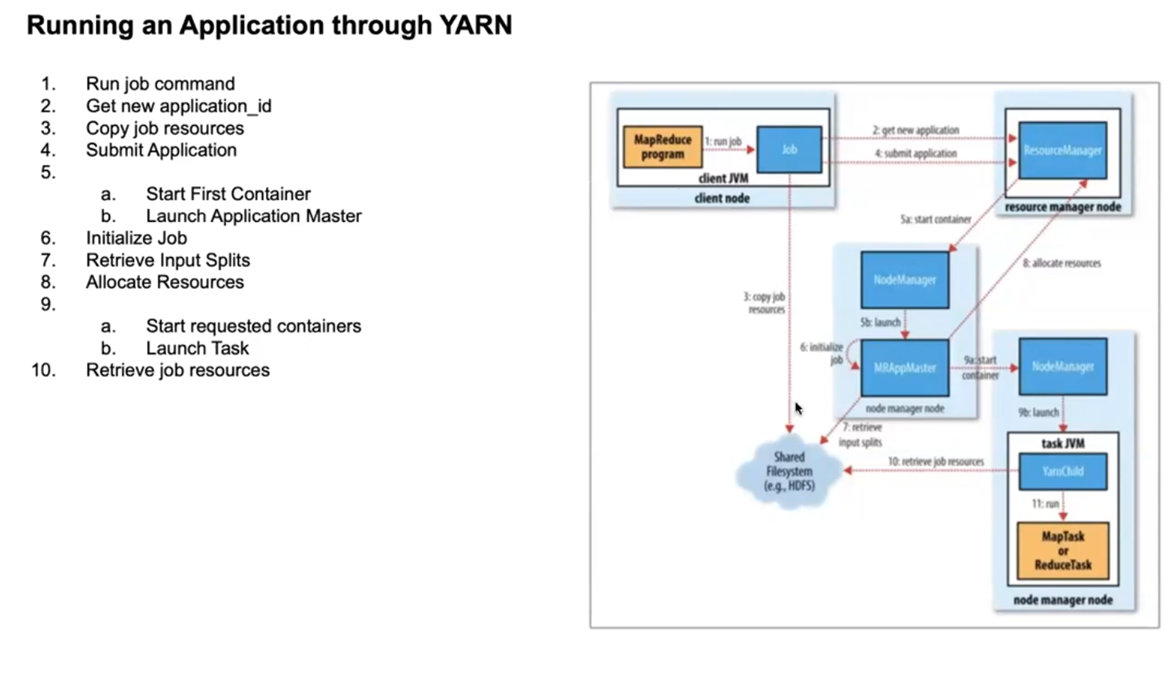 Running an Application through YARN
1. Run job command
2. Get new application_id
3. Copy job resources
4. Submit Application
5.
a. Start First Container
b. Launch Application Master
6. Initialize Job
7. Retrieve Input Splits
8. Allocate Resources
9.
a. Start requested containers
b. Launch Task
10. Retrieve job resources
MapReduce
program
1: run job
Job
client JVM
client node
2: get new application
4: submit application
ResourceManager
resource manager node
5a: start container
8: allocate resources
NodeManager
3: copy job
resources
5b: launch
6: initialize
job
MRAppMaster
9a: start
container
NodeManager
node manager node
9b: launch
7: retrieve
input splits
task JVM
Shared
Filesystem
(e.g., HDFS)
10: retrieve job resources
YarnChild
11: run
MapTask
or
ReduceTask
node manager node